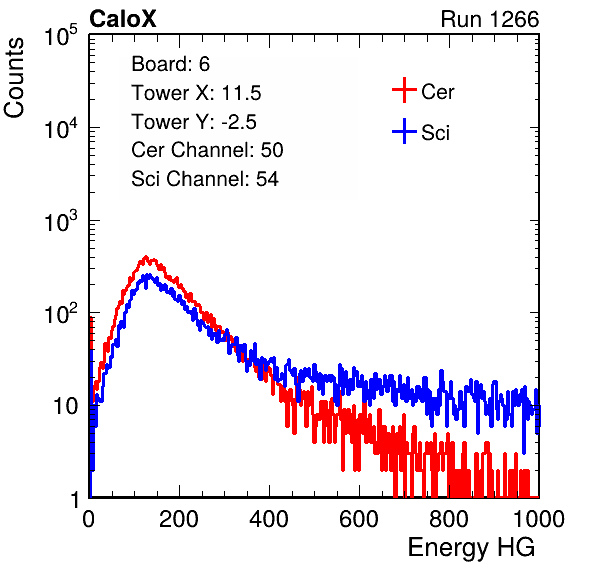 CaloX Run 1266
Counts
Board: 6
Tower X: 11.5
Tower Y: -2.5
Cer Channel: 50
Sci Channel: 54
Cer
Sci
10^5
10^4
10^3
10^2
10
1
0 200 400 600 800 1000
Energy HG